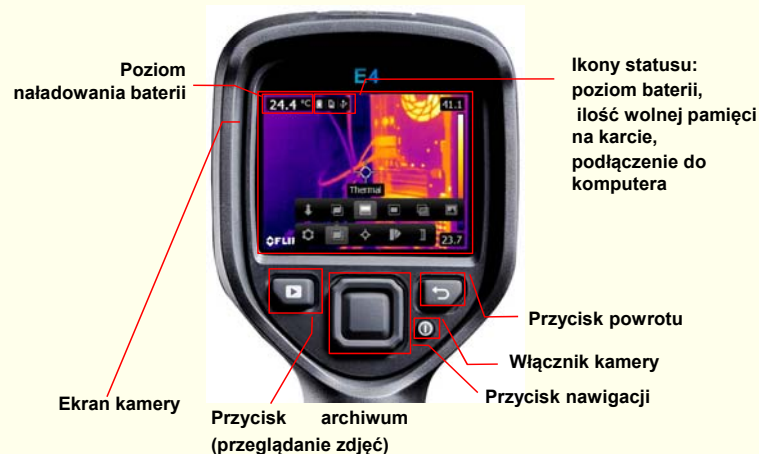 Poziom
naładowania baterii
Ikony statusu:
poziom baterii,
ilość wolnej pamięci
na karcie,
podłączenie do
komputera
E4
24.4 °C
41.1
Thermal
FLIR
23.7
Przycisk powrotu
Włącznik kamery
Przycisk nawigacji
Ekran kamery
Przycisk archiwum
(przeglądanie zdjęć)